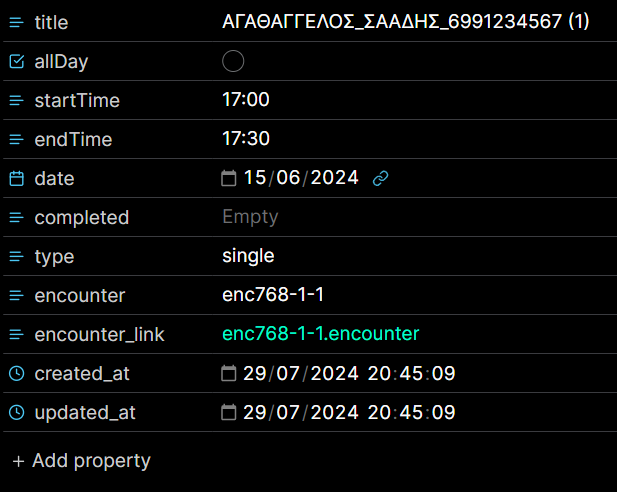 title ΑΓΑΘΑΓΓΕΛΟΣ_ΣΑΑΔΗΣ_6991234567 (1)
allDay
startTime 17:00
endTime 17:30
date 15/06/2024
completed Empty
type single
encounter enc768-1-1
encounter_link enc768-1-1.encounter
created_at 29/07/2024 20:45:09
updated_at 29/07/2024 20:45:09
+ Add property